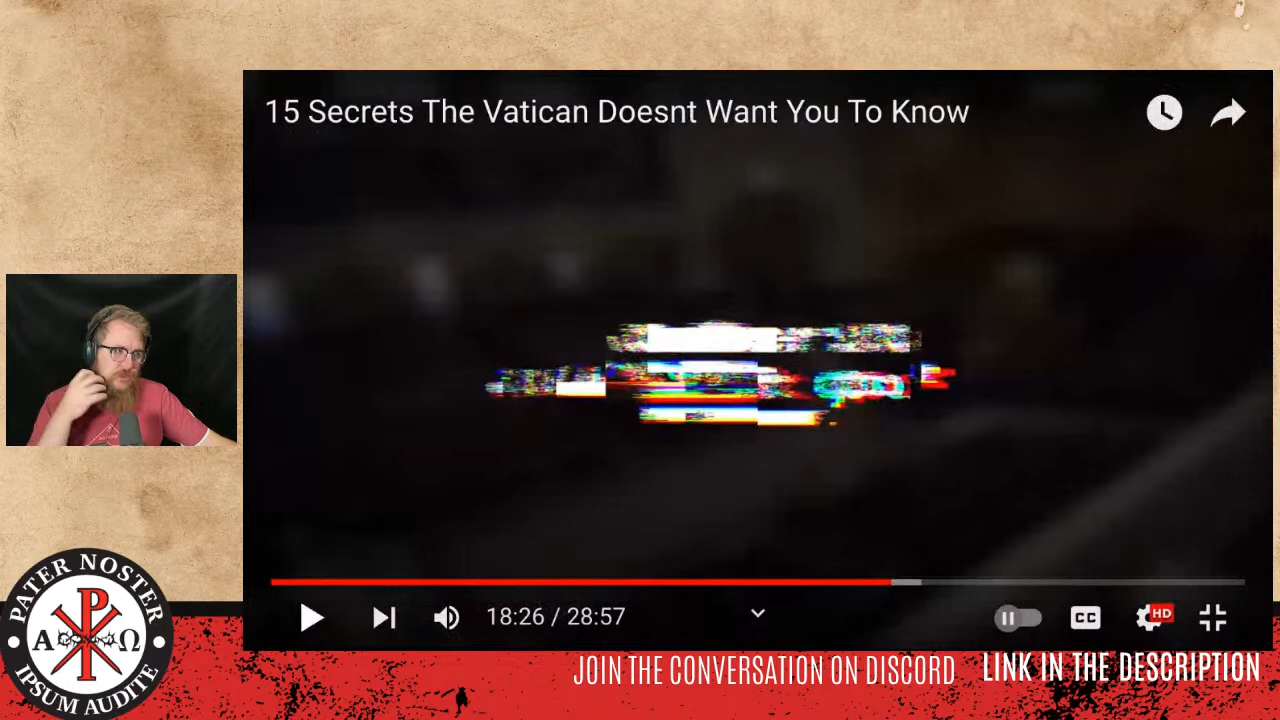 15 Secrets The Vatican Doesnt Want You To Know
18:26 / 28:57
CC
HD
PATER NOSTER
Α Ω
IPSUM AUDITE
JOIN THE CONVERSATION ON DISCORD
LINK IN THE DESCRIPTION